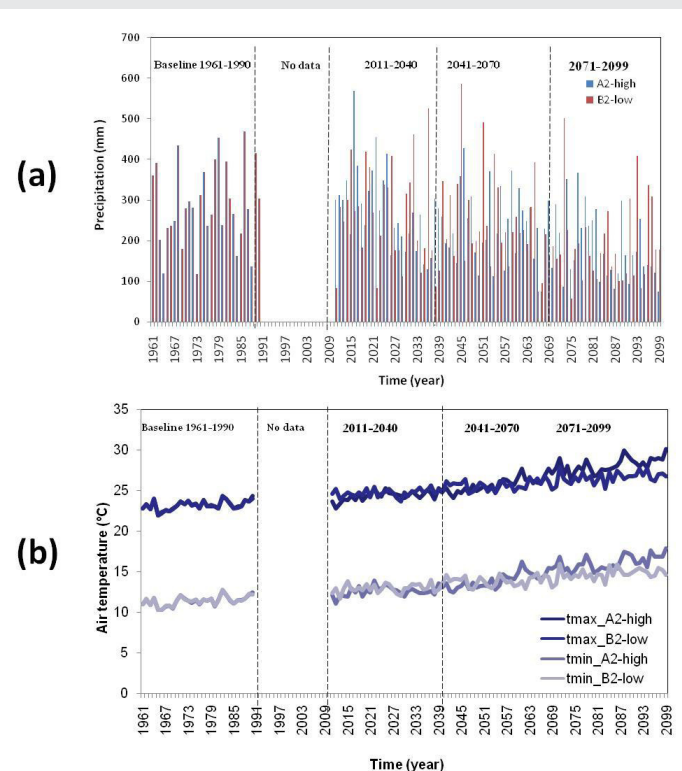 (a)
Precipitation (mm )
700
600
500
400
300
200
100
0
Baseline 1961-1990 No data 2011-2040 2041-2070 2071-2099
A2-high
B2-low
1961 1967 1973 1979 1985 1991 1997 2003 2009 2015 2021 2027 2033 2039 2045 2051 2057 2063 2069 2075 2081 2087 2093 2099
Time (year)
(b)
Air temperature (°C)
35
30
25
20
15
10
5
0
Baseline 1961-1990 No data 2011-2040 2041-2070 2071-2099
tmax_A2-high
tmax_B2-low
tmin_A2-high
tmin_B2-low
1961 1967 1973 1979 1985 1991 1997 2003 2009 2015 2021 2027 2033 2039 2045 2051 2057 2063 2069 2075 2081 2087 2093 2099
Time (year)